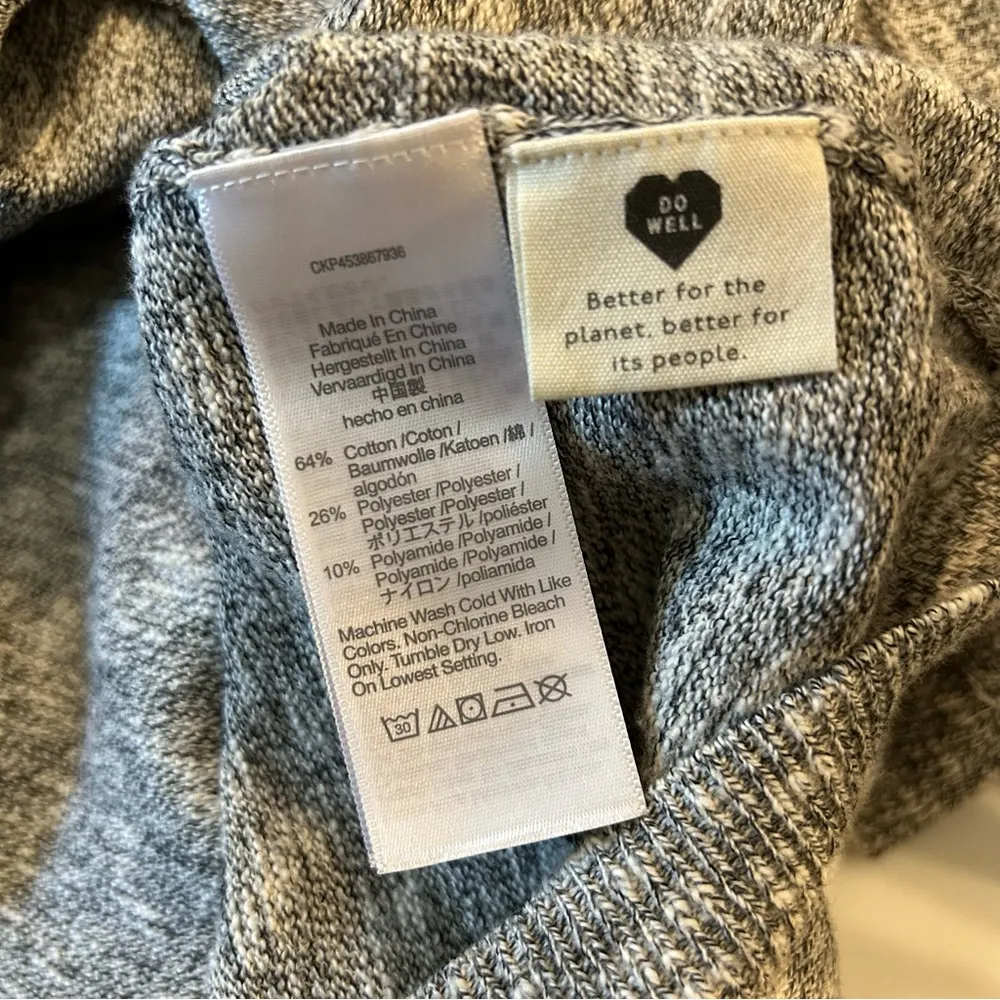 CKP453867936
Made In China
Fabriqué En Chine
Hergestellt In China
Vervaardigd In China
中国製
hecho en china
64% Cotton /Coton /
Baumwolle /Katoen /綿 /
algodón
26% Polyester /Polyester /
Polyester /Polyester /
ポリエステル /poliéster
10% Polyamide /Polyamide /
Polyamide /Polyamide /
ナイロン /poliamida
Machine Wash Cold With Like
Colors. Non-Chlorine Bleach
Only. Tumble Dry Low. Iron
On Lowest Setting.
30
DO
WELL
Better for the
planet. better for
its people.